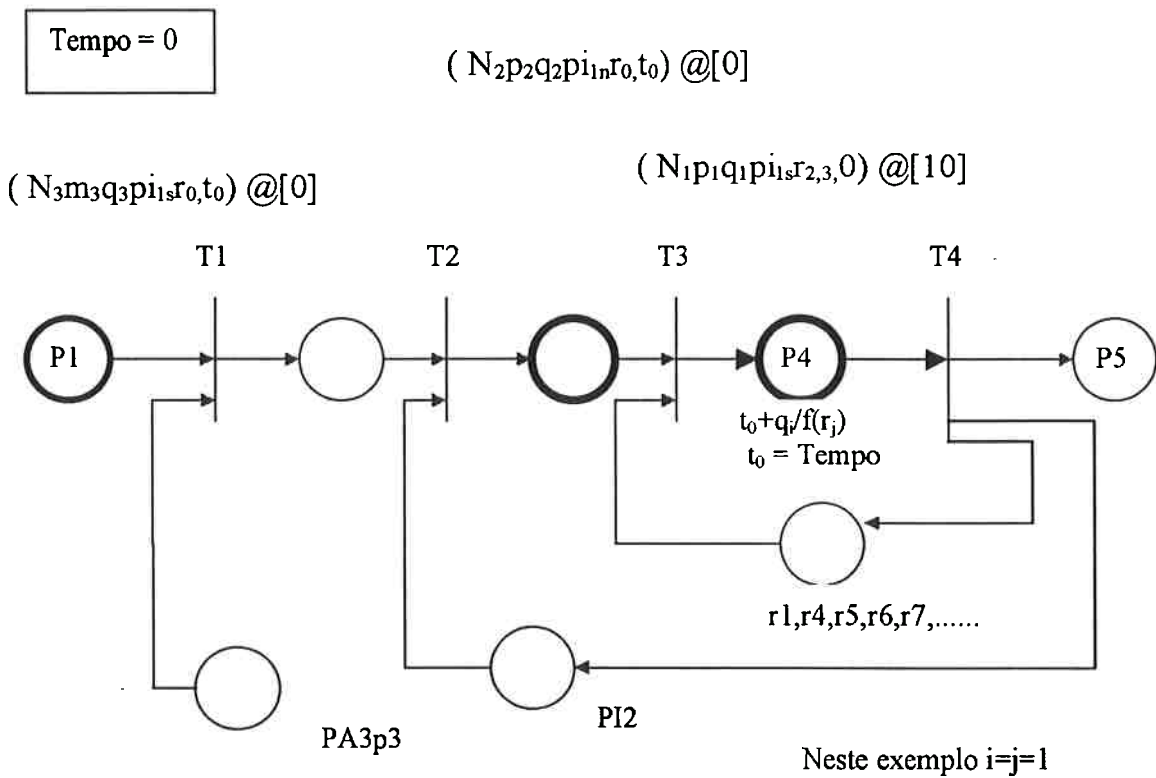 Tempo = 0
( N₂p₂q₂pi₁ₙr₀,t₀) @[0]
( N₃m₃q₃pi₁ₛr₀,t₀) @[0]
( N₁p₁q₁pi₁ₛr₂,₃,0) @[10]
T1 T2 T3 T4
P1 P4 P5
t₀+qᵢ/f(rⱼ)
t₀ = Tempo
r1,r4,r5,r6,r7,......
PA3p3
PI2
Neste exemplo i=j=1